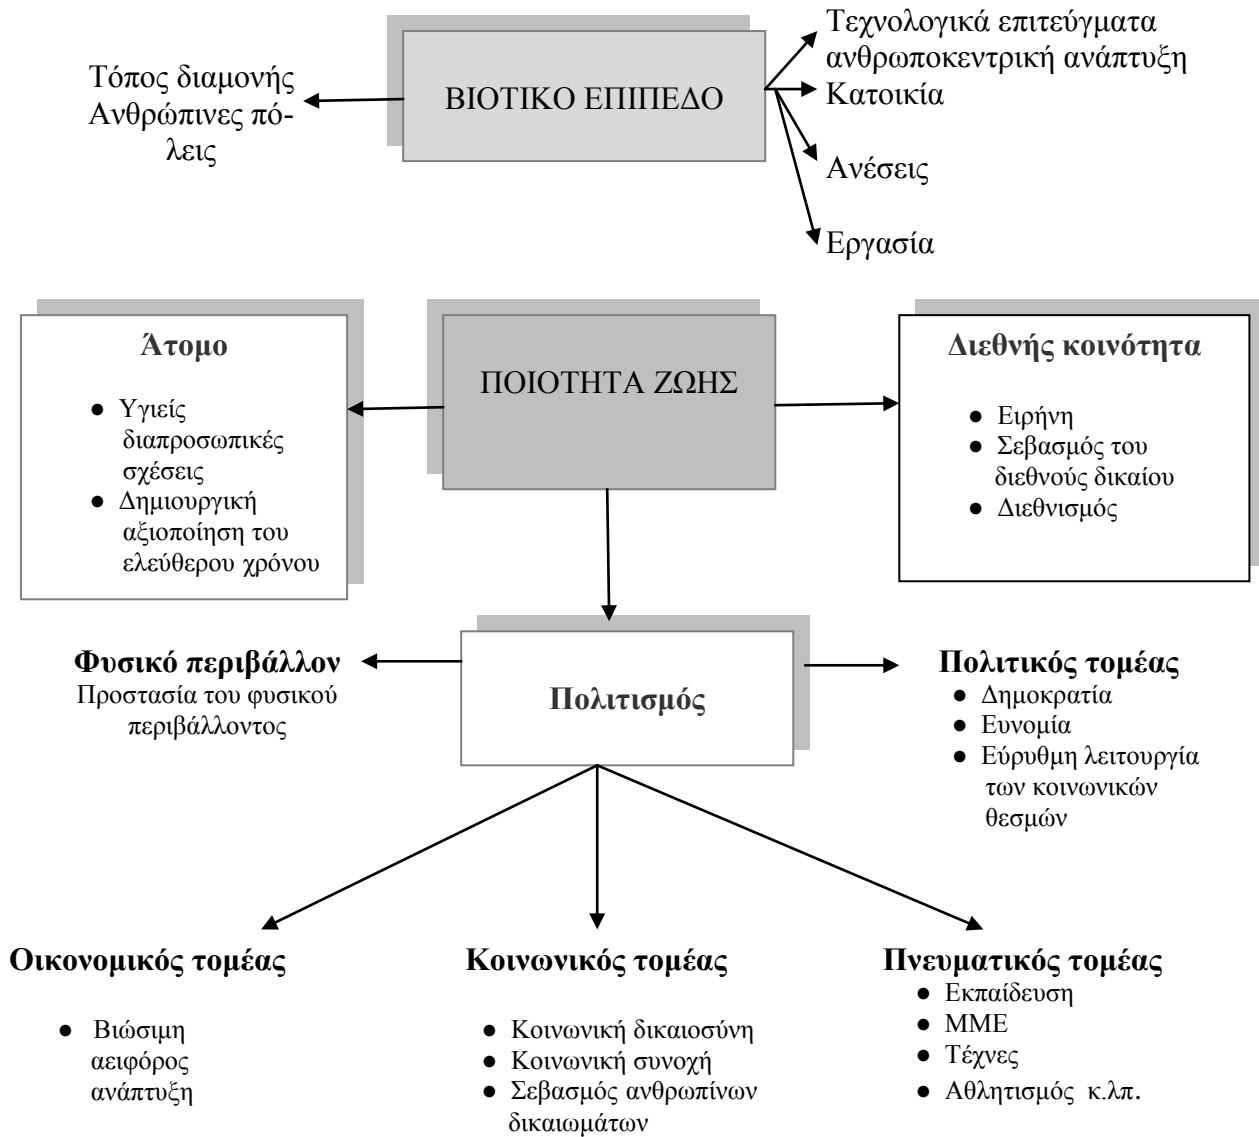 Τόπος διαμονής
Ανθρώπινες πό-
λεις
ΒΙΟΤΙΚΟ ΕΠΙΠΕΔΟ
Τεχνολογικά επιτεύγματα
ανθρωποκεντρική ανάπτυξη
Κατοικία
Ανέσεις
Εργασία
Άτομο
● Υγιείς
διαπροσωπικές
σχέσεις
● Δημιουργική
αξιοποίηση του
ελεύθερου χρόνου
ΠΟΙΟΤΗΤΑ ΖΩΗΣ
Διεθνής κοινότητα
● Ειρήνη
● Σεβασμός του
διεθνούς δικαίου
● Διεθνισμός
Φυσικό περιβάλλον
Προστασία του φυσικού
περιβάλλοντος
Πολιτισμός
Πολιτικός τομέας
● Δημοκρατία
● Ευνομία
● Εύρυθμη λειτουργία
των κοινωνικών
θεσμών
Οικονομικός τομέας
● Βιώσιμη
αειφόρος
ανάπτυξη
Κοινωνικός τομέας
● Κοινωνική δικαιοσύνη
● Κοινωνική συνοχή
● Σεβασμός ανθρωπίνων
δικαιωμάτων
Πνευματικός τομέας
● Εκπαίδευση
● ΜΜΕ
● Τέχνες
● Αθλητισμός κ.λπ.